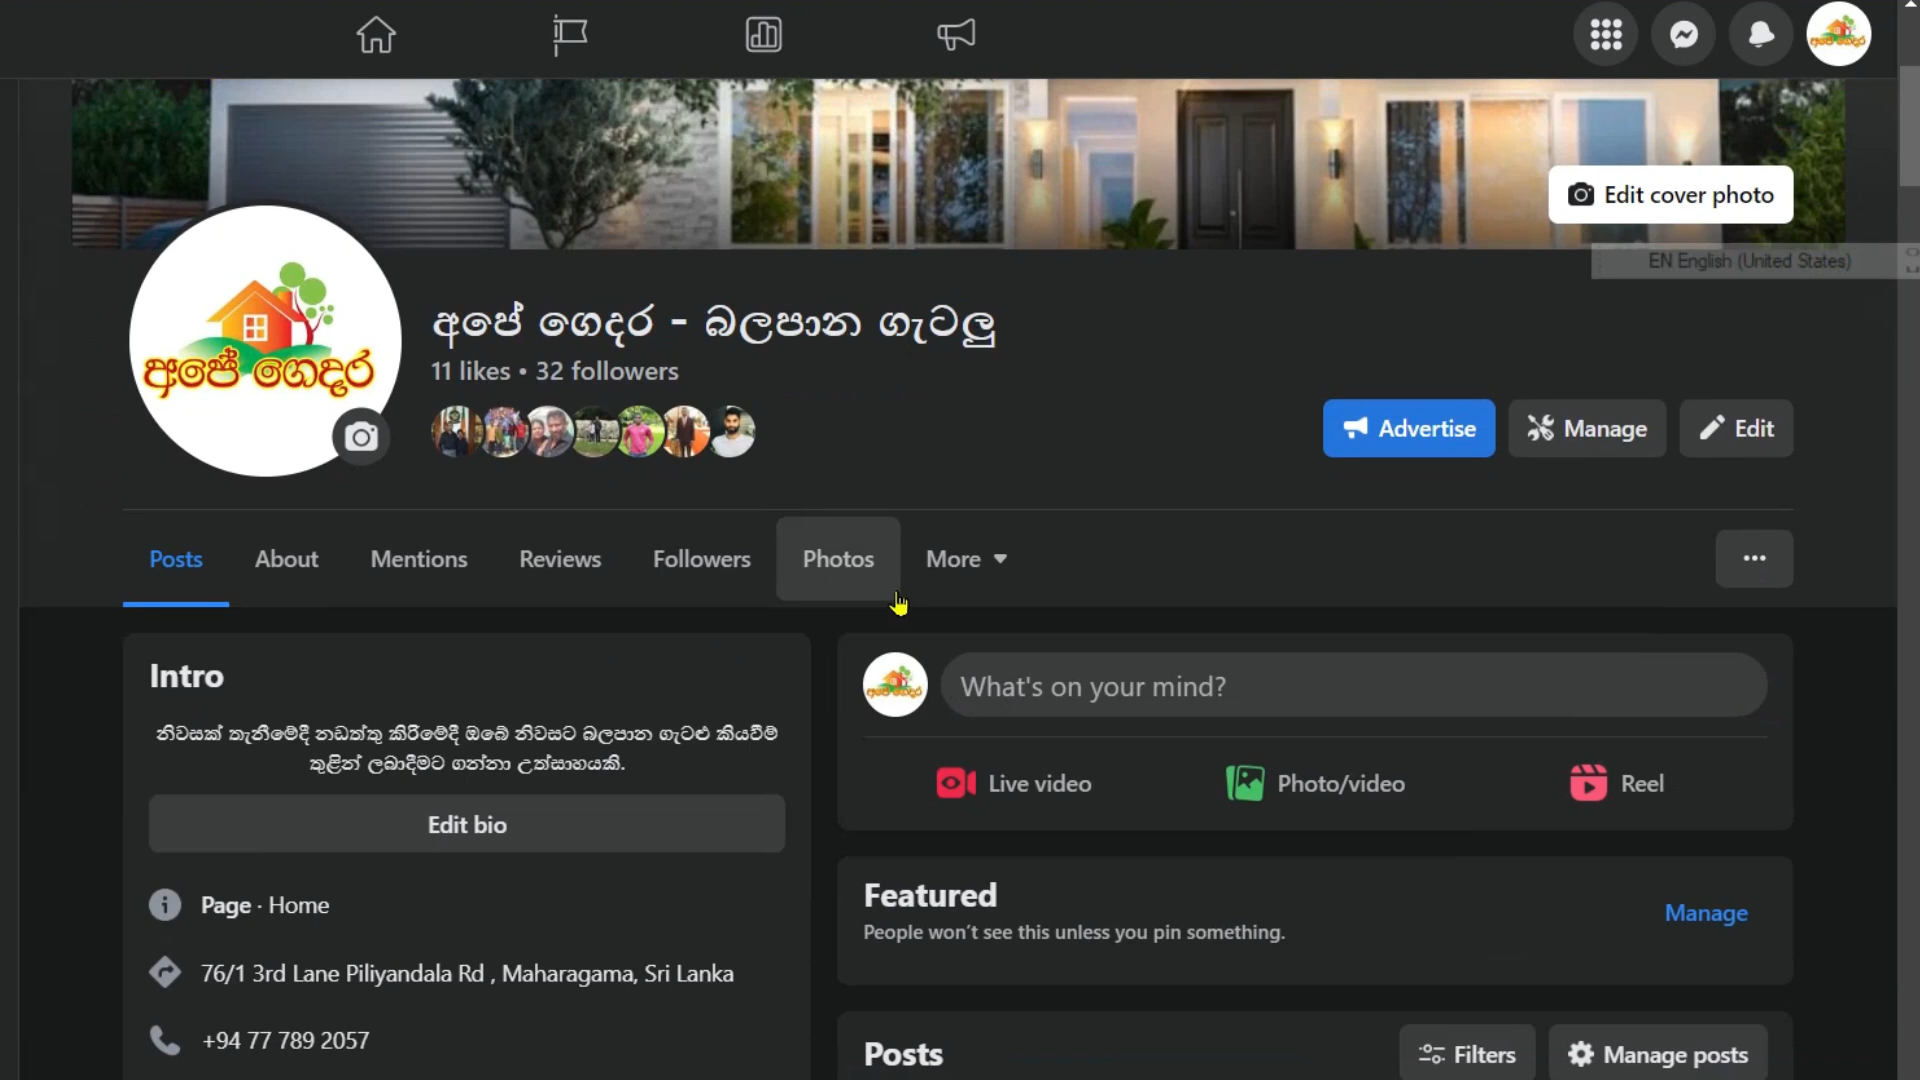 Edit cover photo
EN English (United States)
අපේ ගෙදර
අපේ ගෙදර - බලපාන ගැටලු
11 likes • 32 followers
Advertise
Manage
Edit
Posts
About
Mentions
Reviews
Followers
Photos
More
Intro
නිවසක් තැනීමේදී නඩත්තු කිරීමේදී ඔබේ නිවසට බලපාන ගැටළු කියවීම්
තුළින් ලබාදීමට ගන්නා උත්සාහයකි.
Edit bio
Page · Home
76/1 3rd Lane Piliyandala Rd , Maharagama, Sri Lanka
+94 77 789 2057
What's on your mind?
Live video
Photo/video
Reel
Featured
People won’t see this unless you pin something.
Manage
Posts
Filters
Manage posts